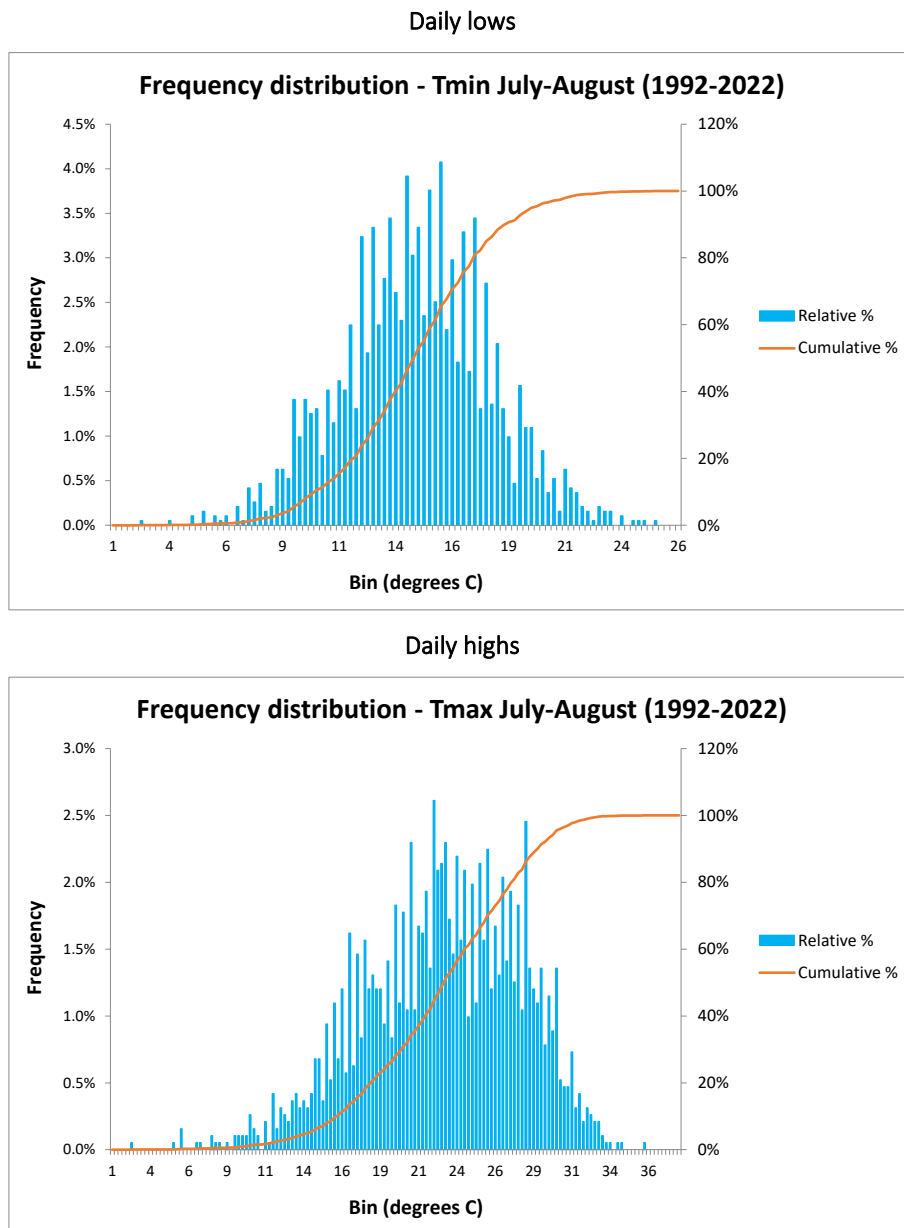 Daily lows
Frequency distribution - Tmin July-August (1992-2022)
4.5%
4.0%
3.5%
3.0%
2.5%
2.0%
1.5%
1.0%
0.5%
0.0%
Frequency
120%
100%
80%
60%
40%
20%
0%
Relative %
Cumulative %
1 4 6 9 11 14 16 19 21 24 26
Bin (degrees C)
Daily highs
Frequency distribution - Tmax July-August (1992-2022)
3.0%
2.5%
2.0%
1.5%
1.0%
0.5%
0.0%
Frequency
120%
100%
80%
60%
40%
20%
0%
Relative %
Cumulative %
1 4 6 9 11 14 16 19 21 24 26 29 31 34 36
Bin (degrees C)